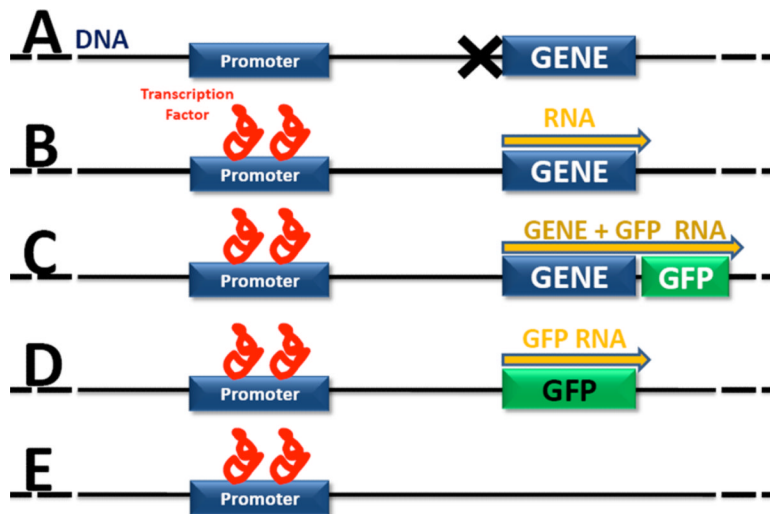 A
DNA
Promoter
GENE
Transcription
Factor
B
Promoter
RNA
GENE
C
Promoter
GENE + GFP RNA
GENE
GFP
D
Promoter
GFP RNA
GFP
E
Promoter